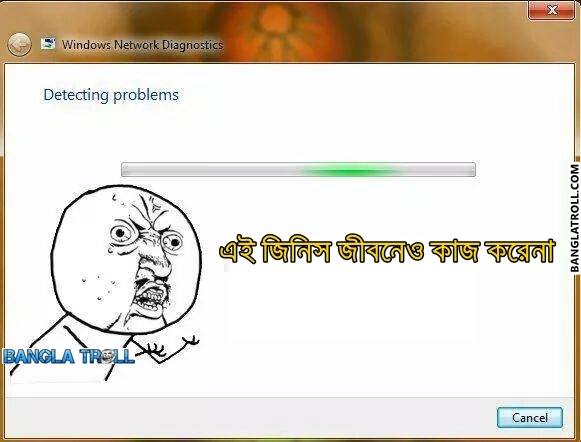 Windows Network Diagnostics
Detecting problems
এই জিনিস জীবনেও কাজ করেনা
BANGLA TROLL
BANGLATROLL.COM
Cancel